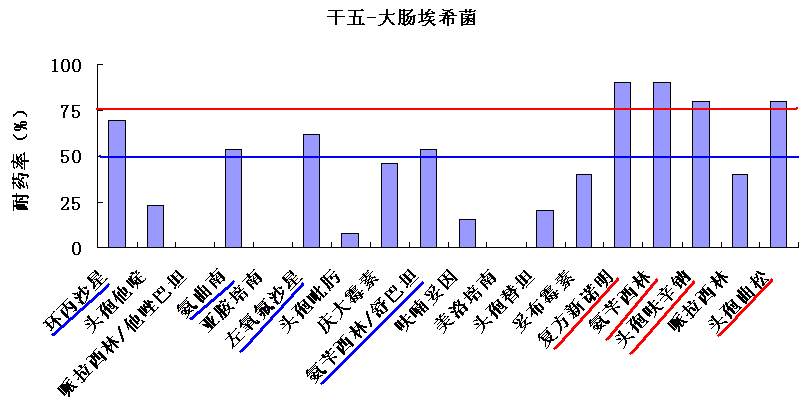 干五-大肠埃希菌
耐药率（%）
100
75
50
25
0
环丙沙星
头孢他啶
哌拉西林/他唑巴坦
氨曲南
亚胺培南
左氧氟沙星
头孢吡肟
庆大霉素
氨苄西林/舒巴坦
呋喃妥因
美洛培南
头孢替坦
妥布霉素
复方新诺明
氨苄西林
头孢呋辛钠
哌拉西林
头孢曲松